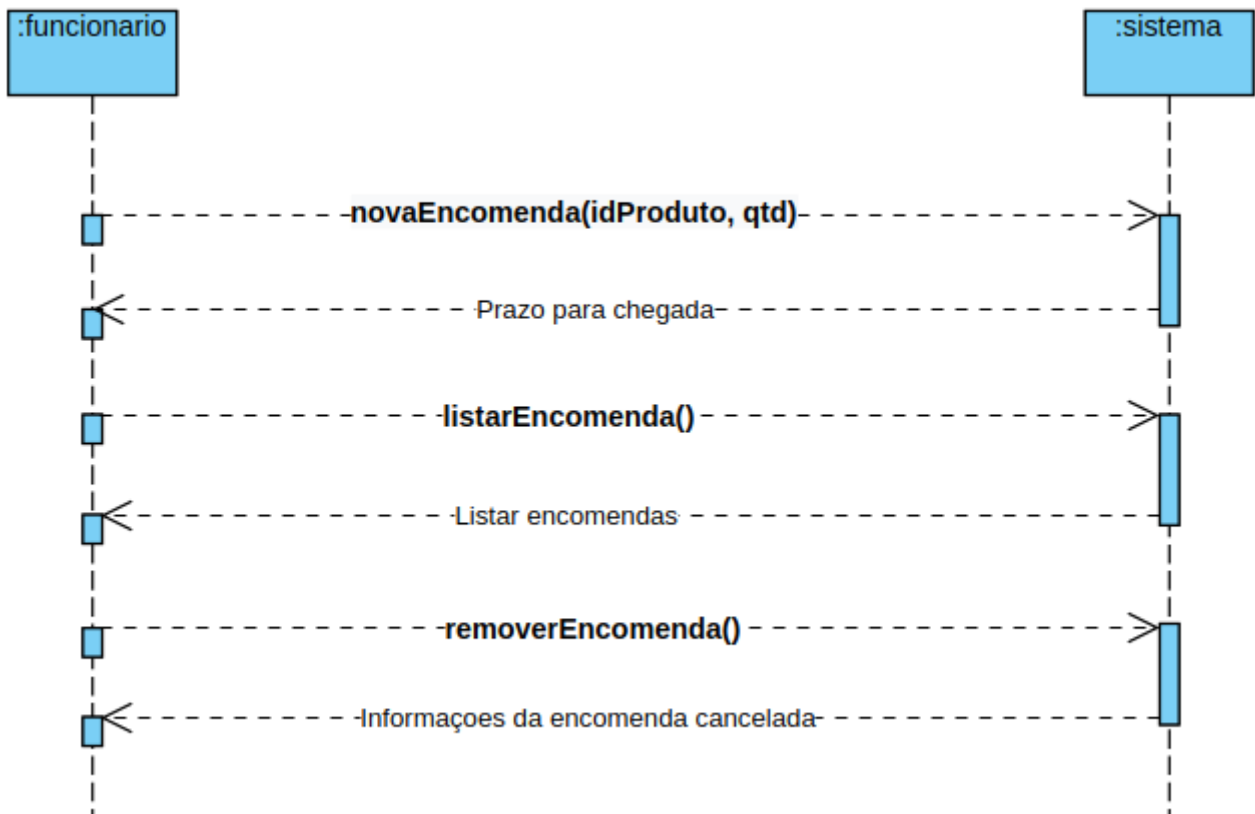 :funcionario
:sistema
novaEncomenda(idProduto, qtd)
Prazo para chegada
listarEncomenda()
Listar encomendas
removerEncomenda()
Informaçoes da encomenda cancelada